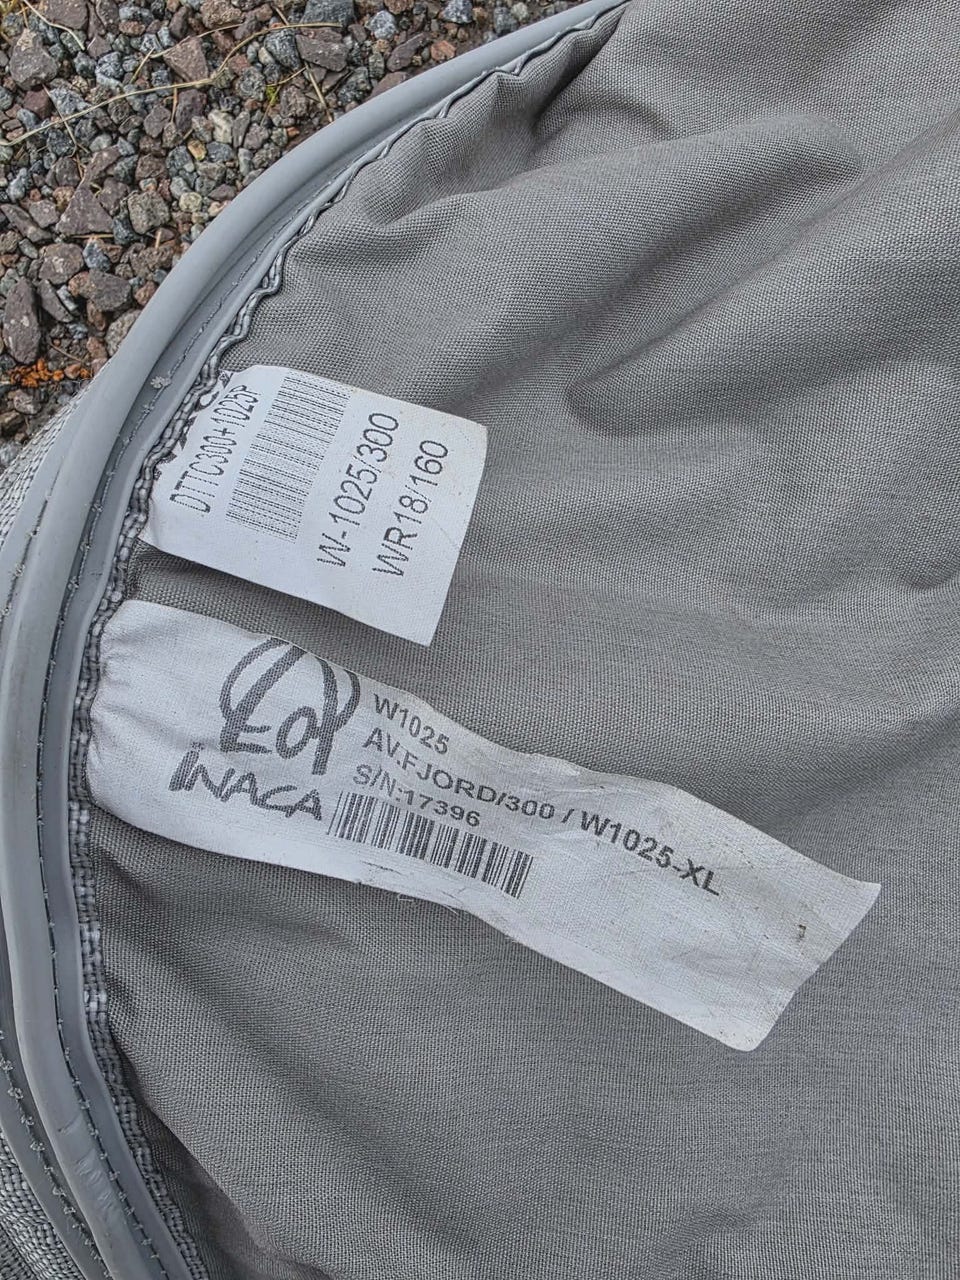 DTTC300+1025P
W-1025/300
WR18/160
INACA
W1025
AV.FJORD/300 / W1025-XL
S/N:17396